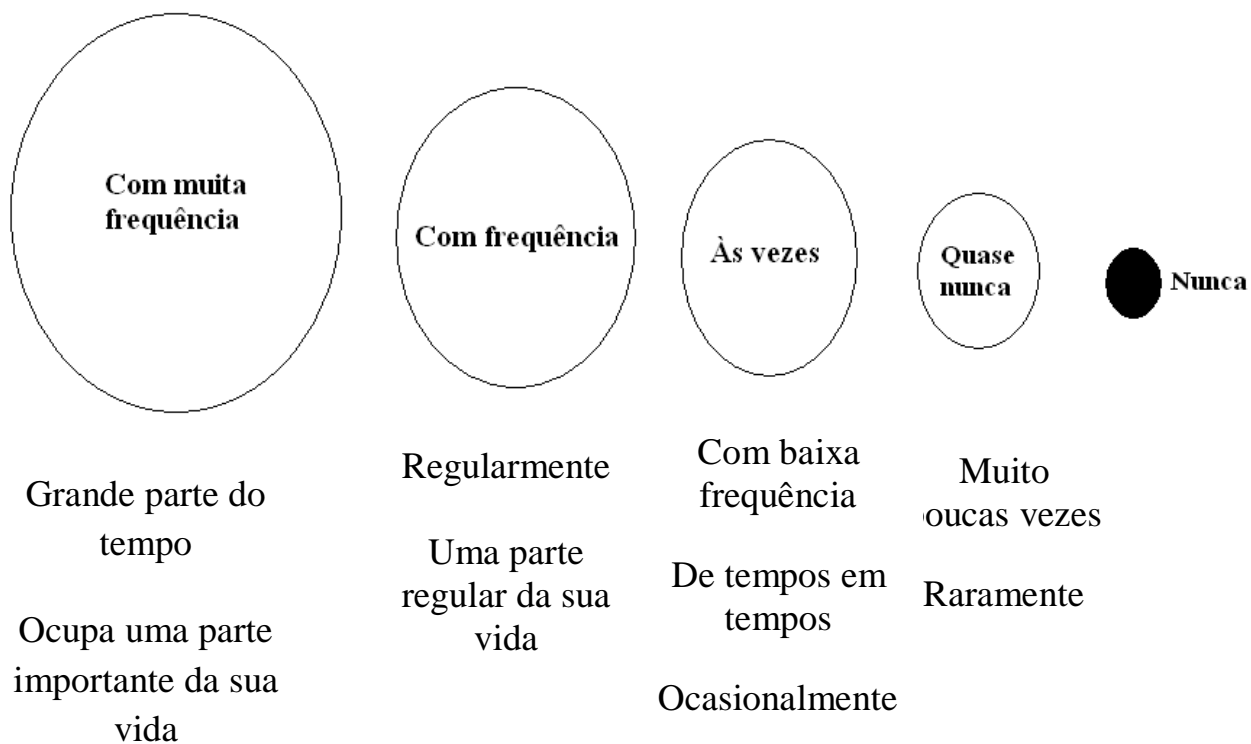 Com muita
frequência
Com frequência
Às vezes
Quase
nunca
Nunca
Grande parte do
tempo
Ocupa uma parte
importante da sua
vida
Regularmente
Uma parte
regular da sua
vida
Com baixa
frequência
De tempos em
tempos
Ocasionalmente
Muito
oucas vezes
Raramente